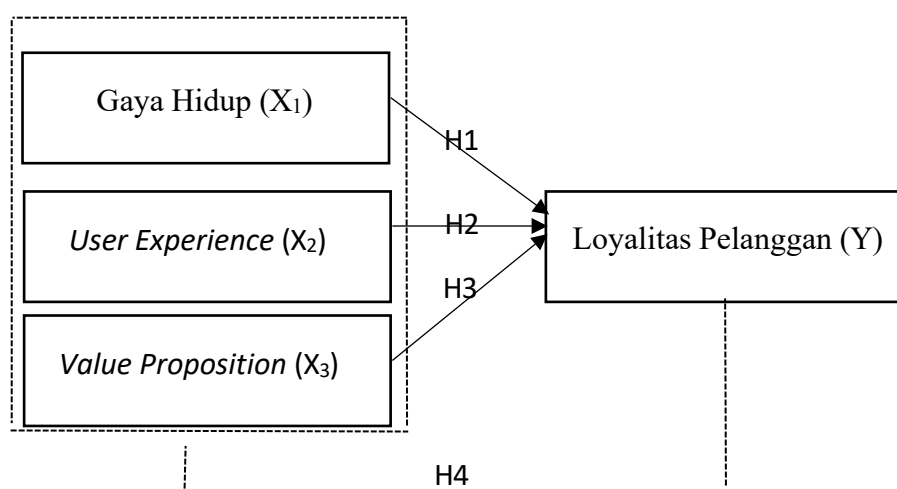 Gaya Hidup (X₁)
H1
User Experience (X₂)
H2
Loyalitas Pelanggan (Y)
H3
Value Proposition (X₃)
H4